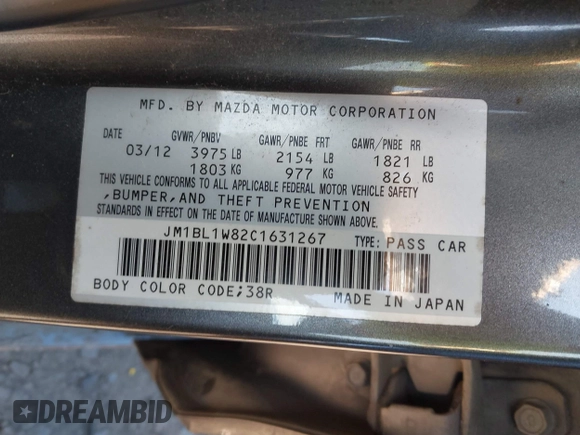 MFD. BY MAZDA MOTOR CORPORATION
DATE GVWR/PNBV GAWR/PNBE FRT GAWR/PNBE RR
03/12 3975 LB 2154 LB 1821 LB
1803 KG 977 KG 826 KG
THIS VEHICLE CONFORMS TO ALL APPLICABLE FEDERAL MOTOR VEHICLE SAFETY
,BUMPER,AND THEFT PREVENTION
STANDARDS IN EFFECT ON THE DATE OF MANUFACTURE SHOWN ABOVE.
JM1BL1W82C1631267 TYPE: PASS CAR
BODY COLOR CODE;38R MADE IN JAPAN
DREAMBID